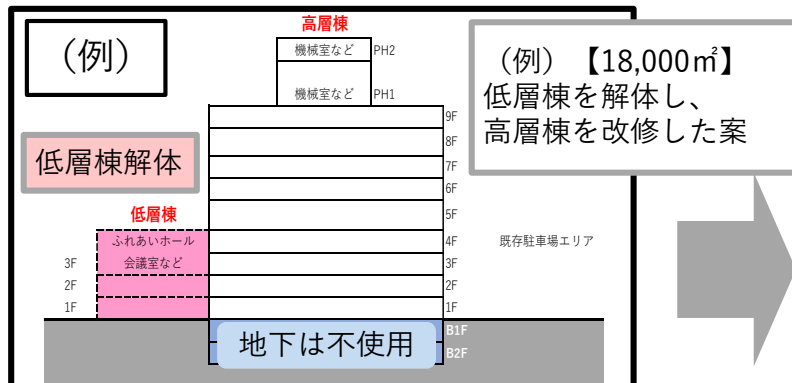 （例）
高層棟
機械室など PH2
機械室など PH1
（例）【18,000㎡】
低層棟を解体し、
高層棟を改修した案
9F
8F
低層棟解体
7F
6F
低層棟
5F
ふれあいホール
4F
既存駐車場エリア
3F
会議室など
3F
2F
2F
1F
1F
地下は不使用
B1F
B2F